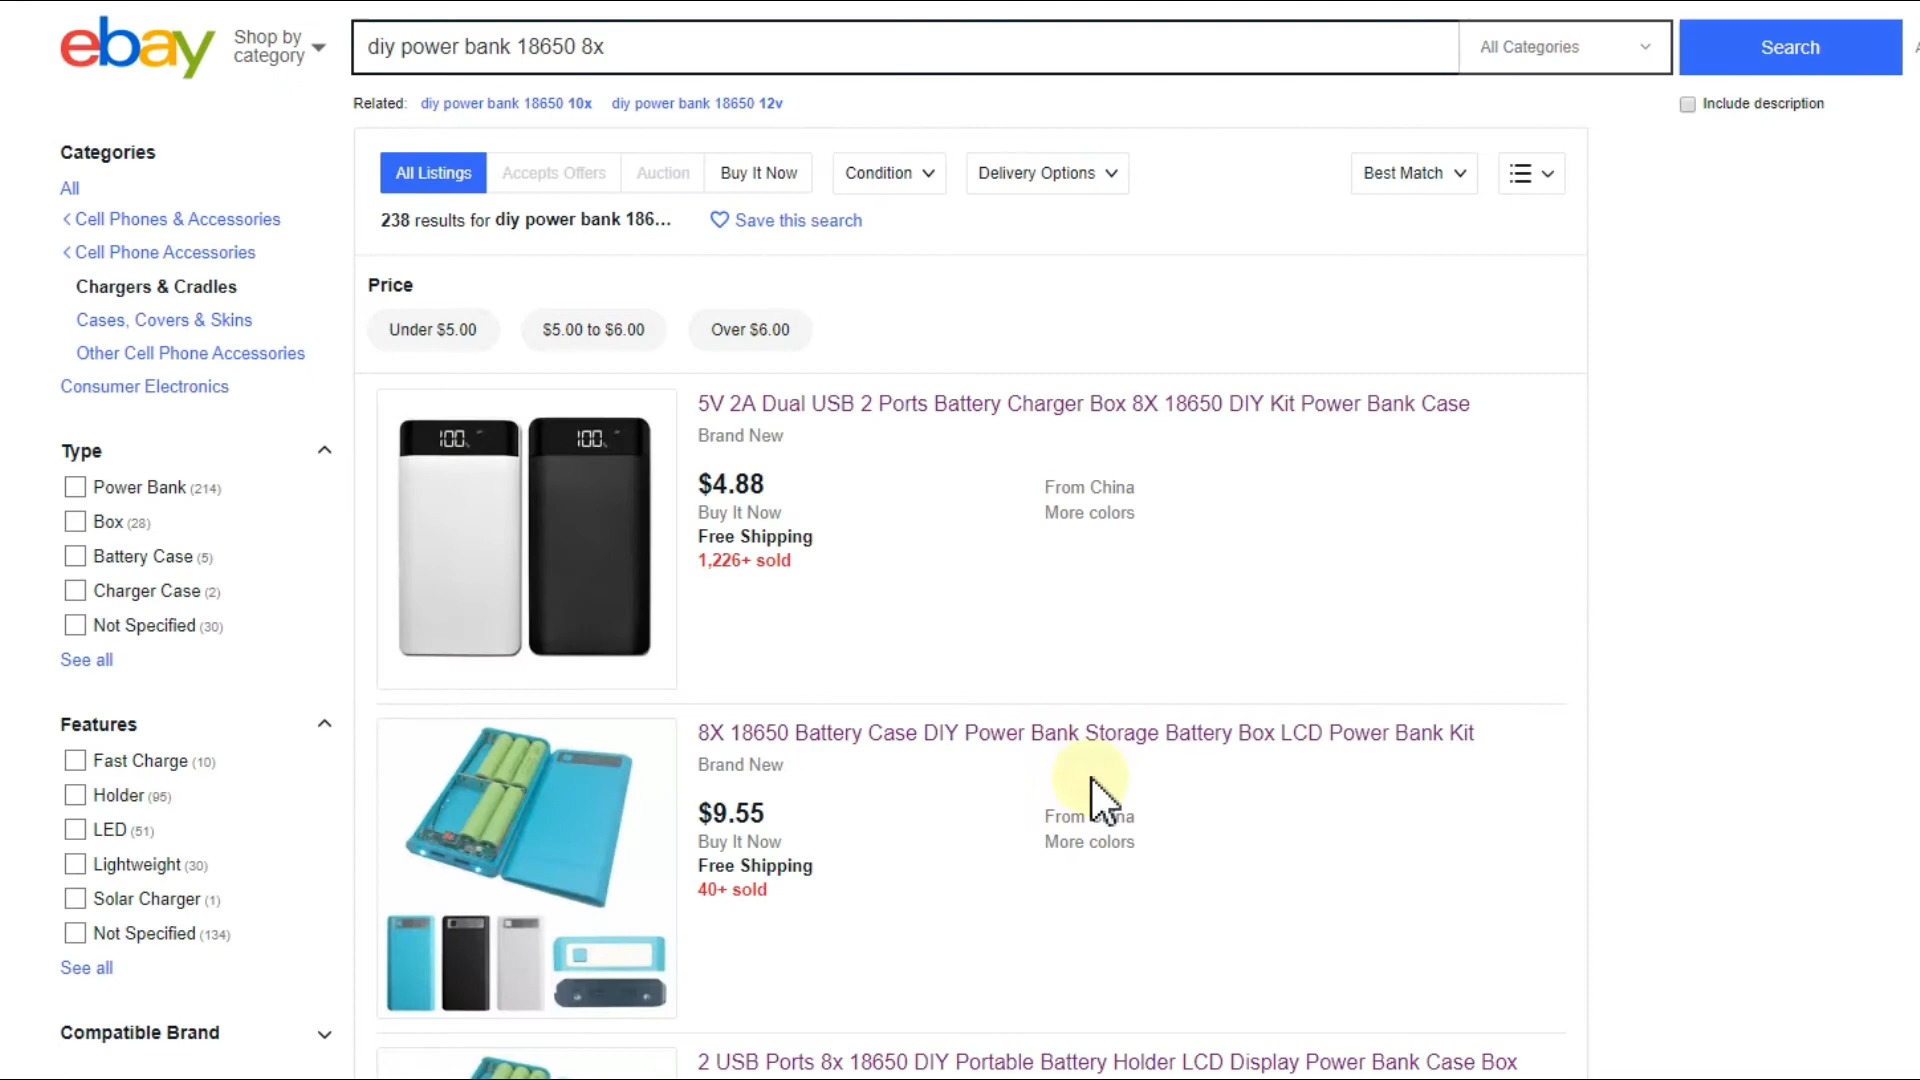 ebay
Shop by
category
diy power bank 18650 8x
All Categories
Search
Related: diy power bank 18650 10x diy power bank 18650 12v
Include description
Categories
All
Cell Phones & Accessories
Cell Phone Accessories
Chargers & Cradles
Cases, Covers & Skins
Other Cell Phone Accessories
Consumer Electronics
Type
Power Bank (214)
Box (28)
Battery Case (5)
Charger Case (2)
Not Specified (30)
See all
Features
Fast Charge (10)
Holder (95)
LED (51)
Lightweight (30)
Solar Charger (1)
Not Specified (134)
See all
Compatible Brand
All Listings Accepts Offers Auction Buy It Now Condition Delivery Options Best Match
238 results for diy power bank 186... Save this search
Price
Under $5.00 $5.00 to $6.00 Over $6.00
100% 100%
5V 2A Dual USB 2 Ports Battery Charger Box 8X 18650 DIY Kit Power Bank Case
Brand New
$4.88
Buy It Now
Free Shipping
1,226+ sold
From China
More colors
8X 18650 Battery Case DIY Power Bank Storage Battery Box LCD Power Bank Kit
Brand New
$9.55
Buy It Now
Free Shipping
40+ sold
From
More colors
2 USB Ports 8x 18650 DIY Portable Battery Holder LCD Display Power Bank Case Box